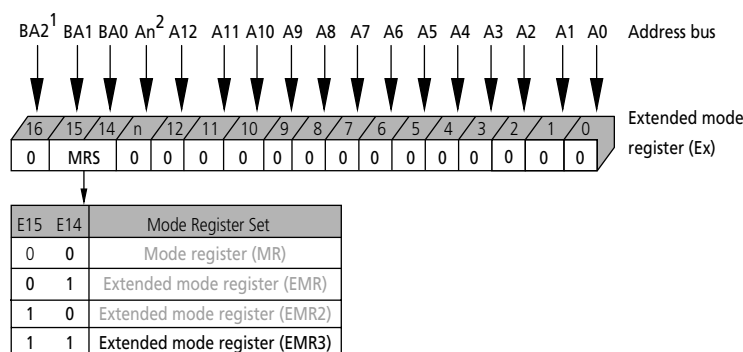 BA2¹ BA1 BA0 An² A12 A11 A10 A9 A8 A7 A6 A5 A4 A3 A2 A1 A0 Address bus
16 15 14 n 12 11 10 9 8 7 6 5 4 3 2 1 0 Extended mode
register (Ex)
0 MRS 0 0 0 0 0 0 0 0 0 0 0 0 0 0 0
E15 E14 Mode Register Set
0 0 Mode register (MR)
0 1 Extended mode register (EMR)
1 0 Extended mode register (EMR2)
1 1 Extended mode register (EMR3)